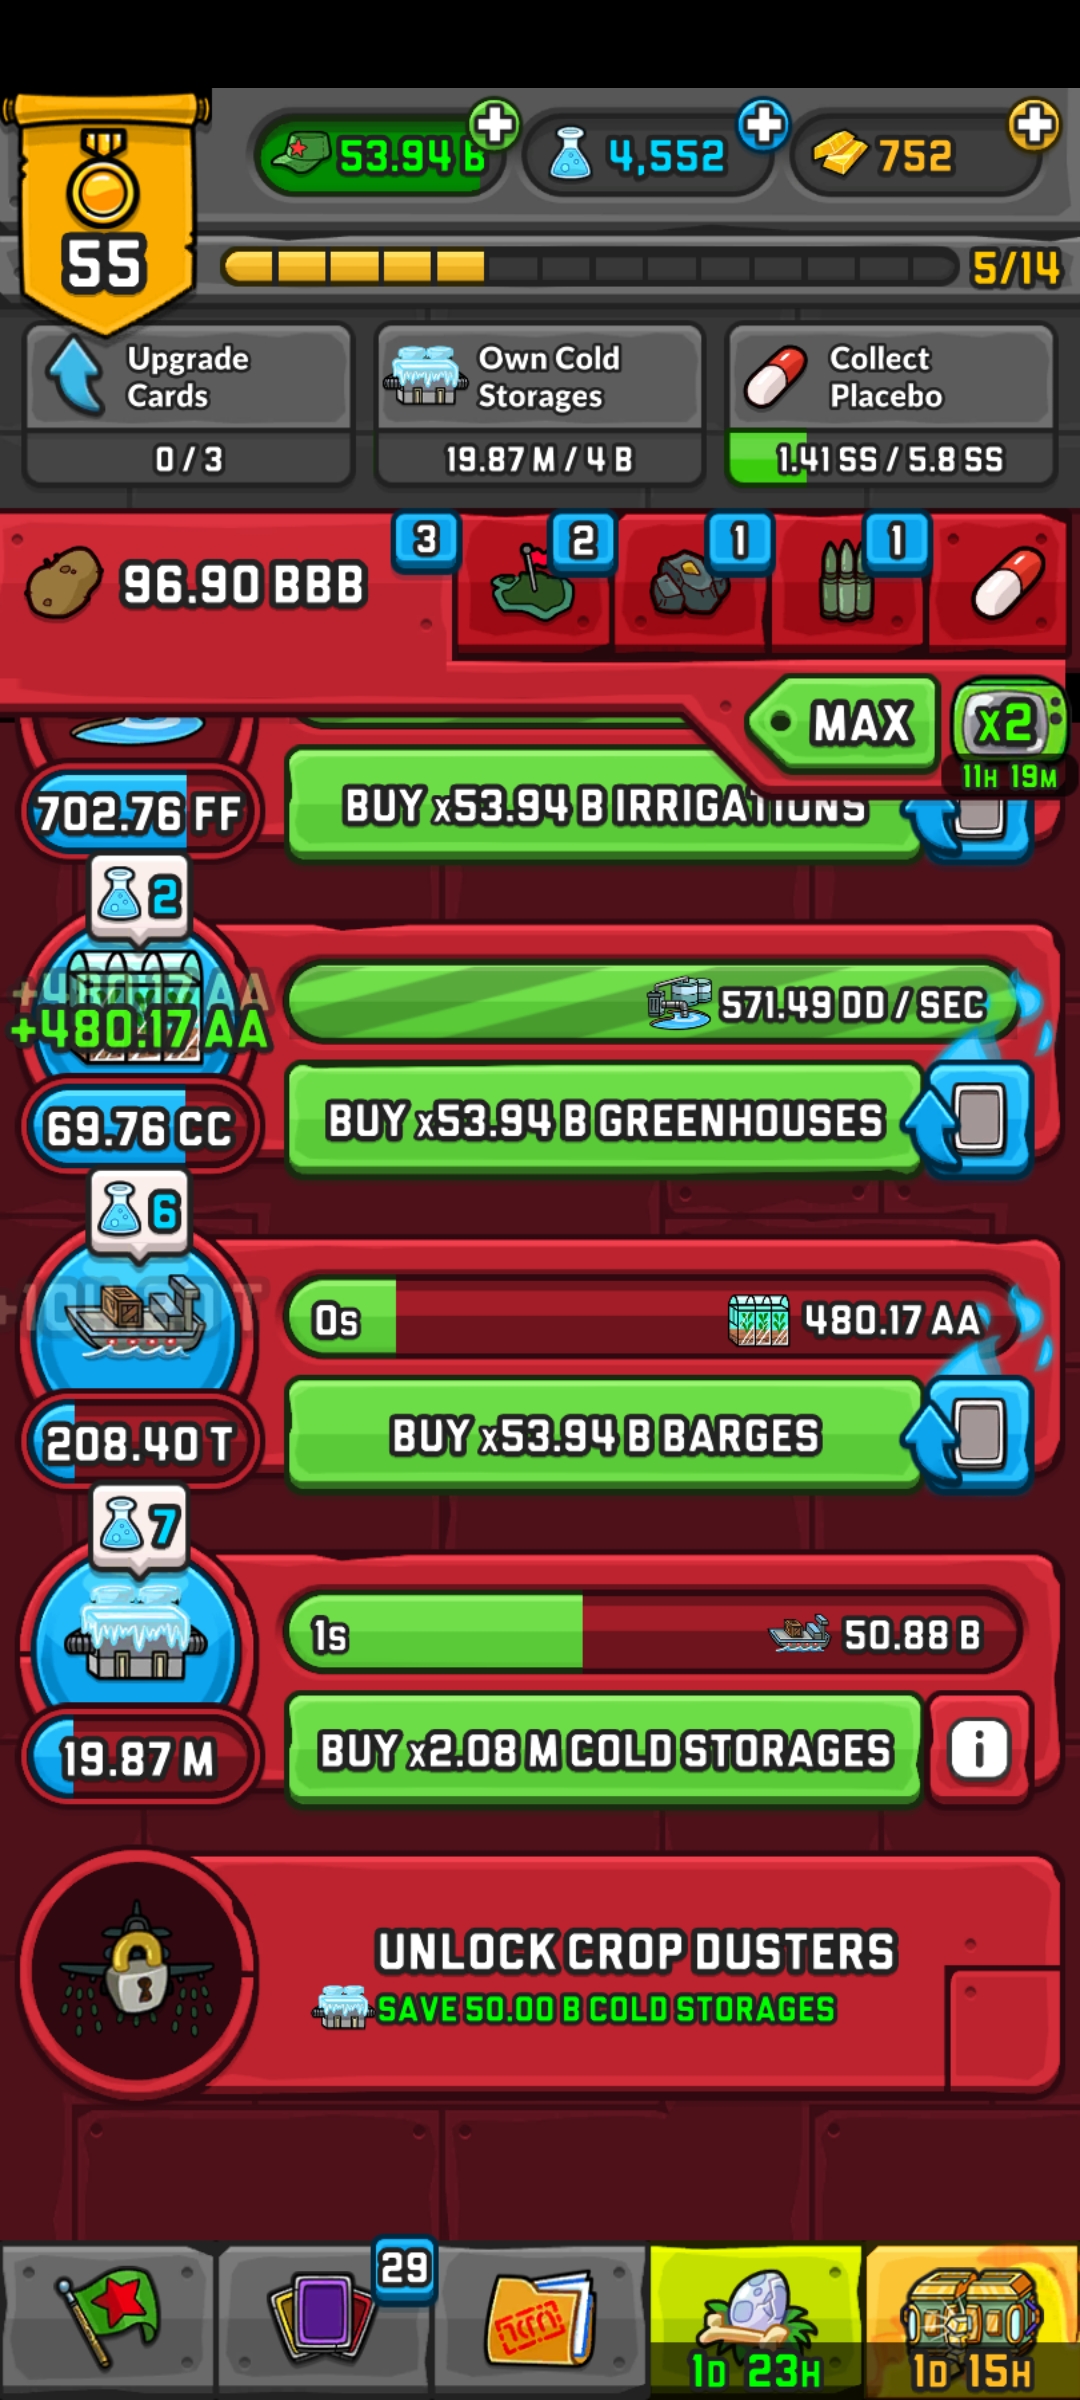 53.94 B
4,552
752
55
5/14
Upgrade
Cards
0 / 3
Own Cold
Storages
19.87 M / 4 B
Collect
Placebo
1.41 SS / 5.8 SS
96.90 BBB
3
2
1
1
MAX
X2
11H 19M
702.76 FF
BUY x53.94 B IRRIGATIONS
2
+480.17 AA
+480.17 AA
571.49 DD / SEC
69.76 CC
BUY x53.94 B GREENHOUSES
6
0s
480.17 AA
208.40 T
BUY x53.94 B BARGES
7
1s
50.88 B
19.87 M
BUY x2.08 M COLD STORAGES
i
UNLOCK CROP DUSTERS
SAVE 50.00 B COLD STORAGES
29
1D 23H
1D 15H